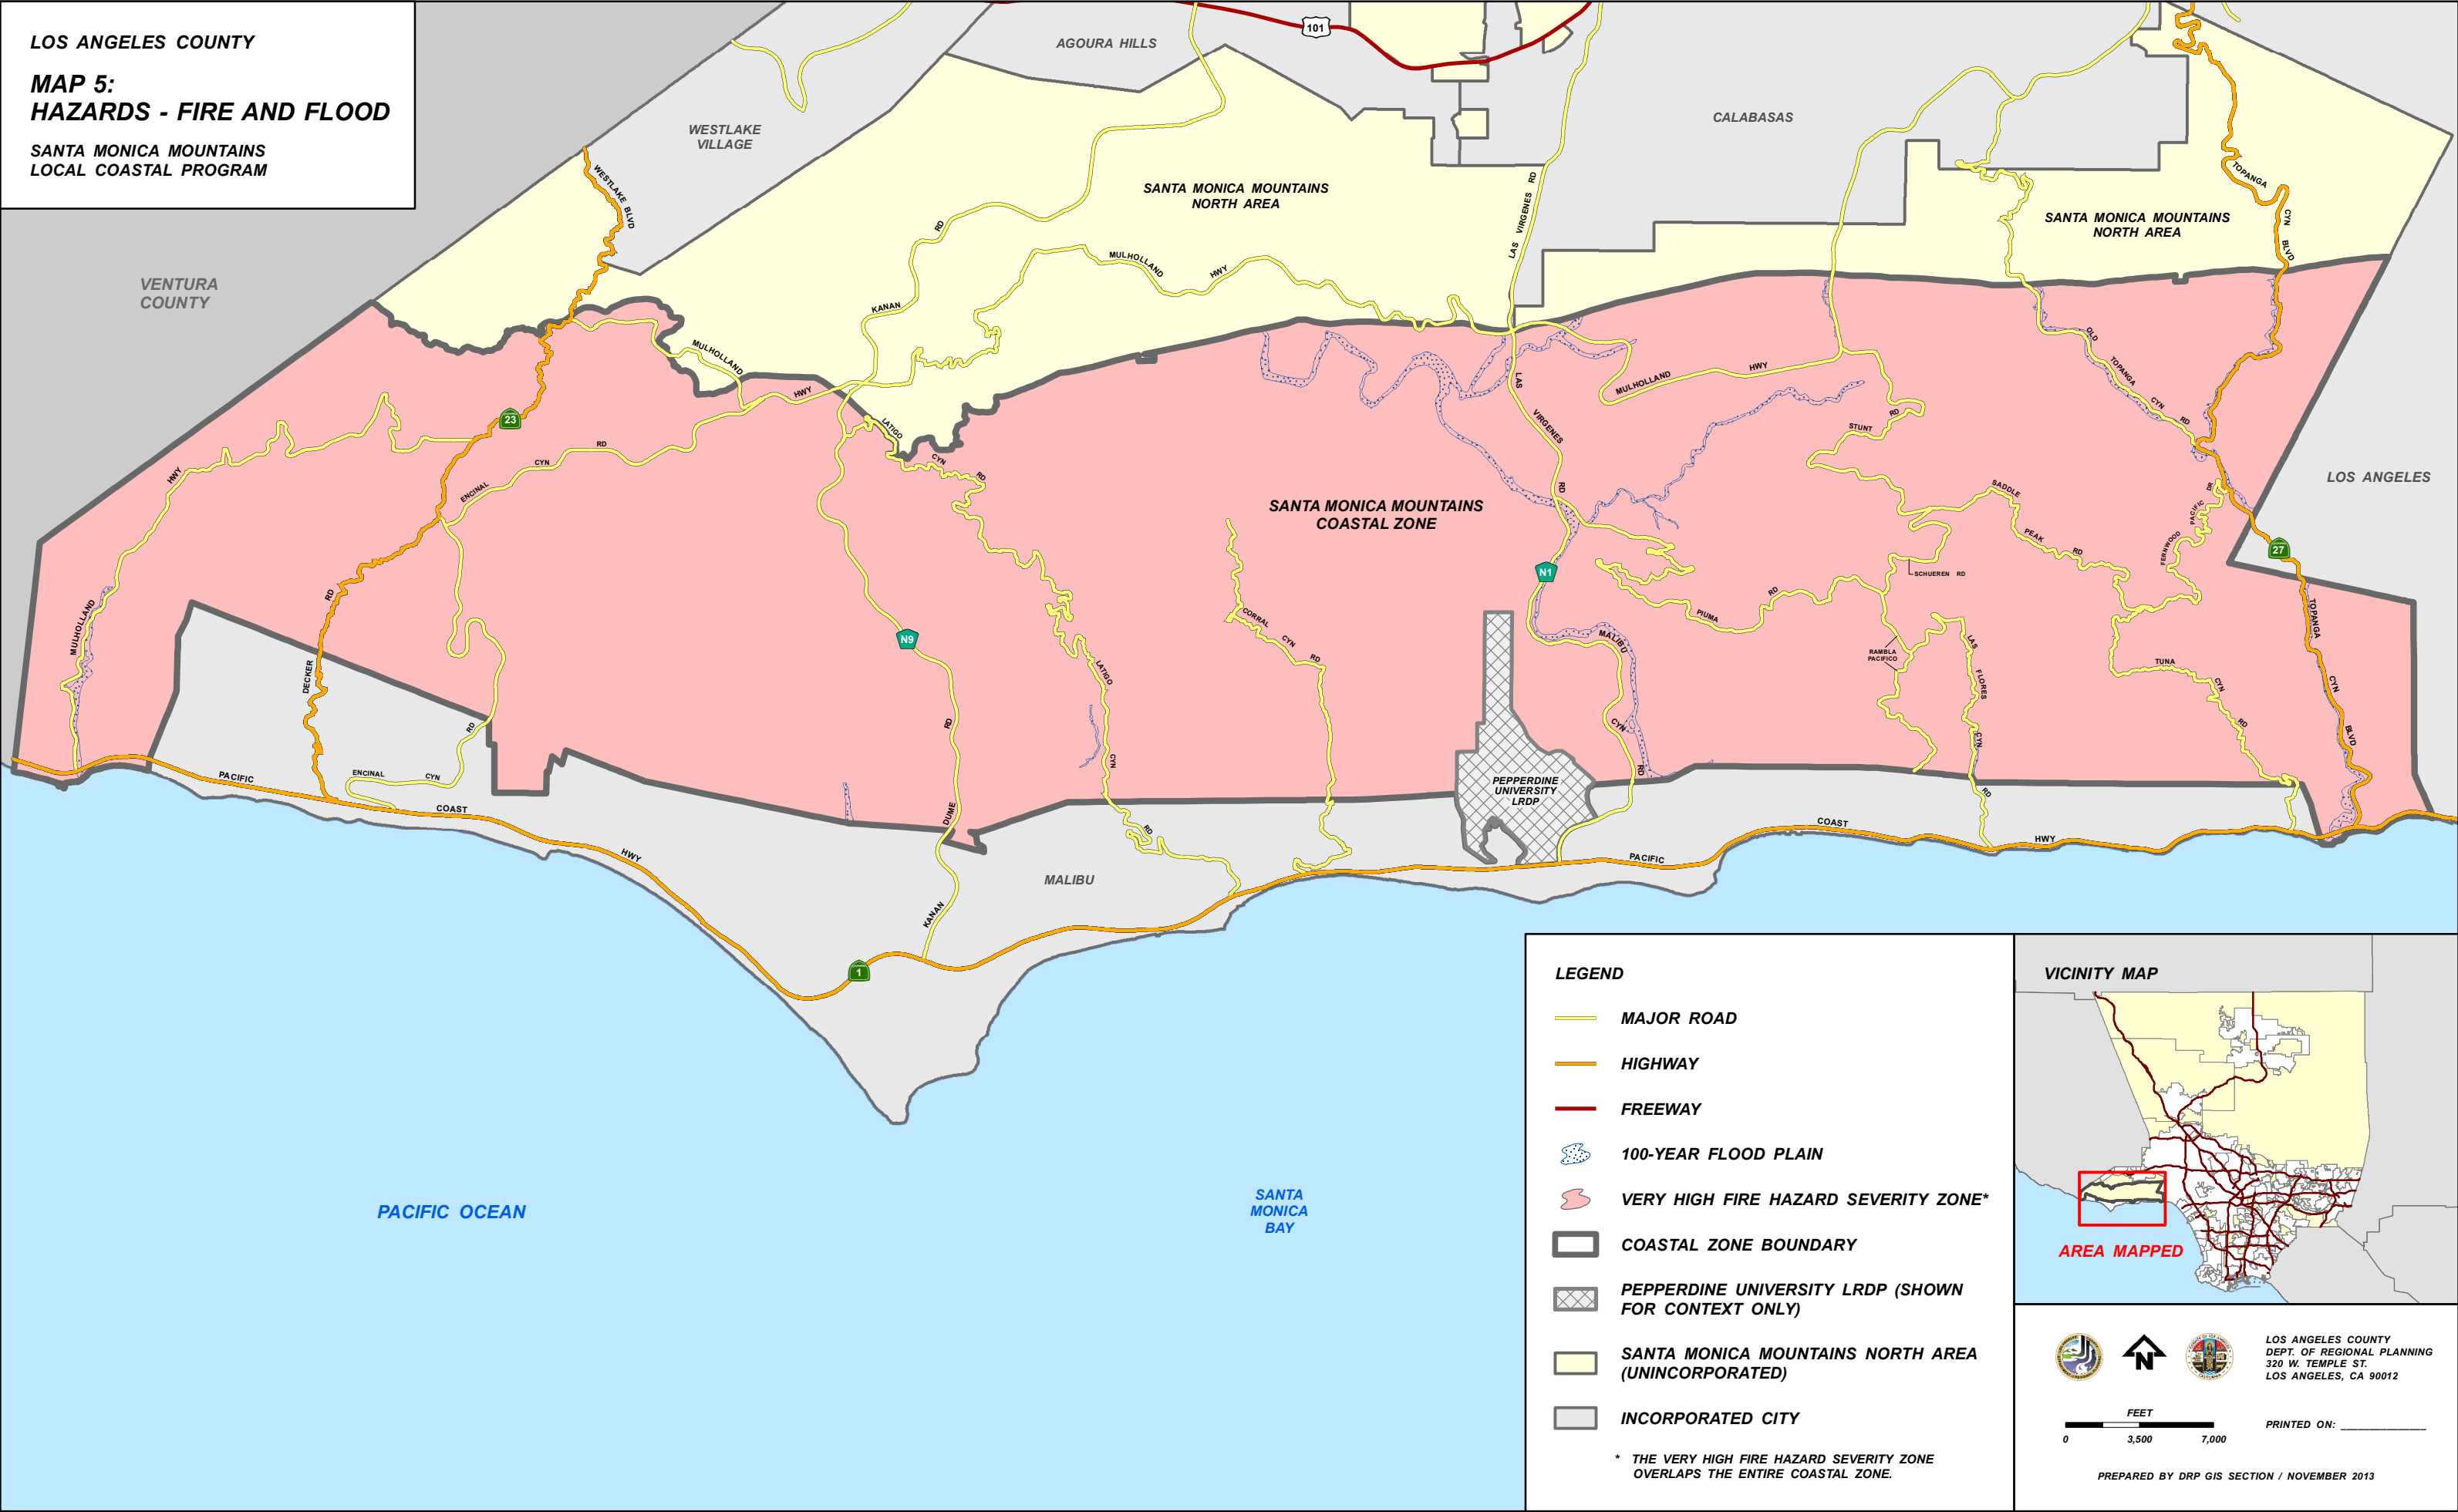 LOS ANGELES COUNTY
MAP 5:
HAZARDS - FIRE AND FLOOD
SANTA MONICA MOUNTAINS
LOCAL COASTAL PROGRAM
101
AGOURA HILLS
WESTLAKE
VILLAGE
CALABASAS
WESTLAKE BLVD
VENTURA
COUNTY
SANTA MONICA MOUNTAINS
NORTH AREA
LAS VIRGENES RD
SANTA MONICA MOUNTAINS
NORTH AREA
TOPANGA
CYN
BLVD
KANAN
RD
MULHOLLAND
HWY
MULHOLLAND
HWY
23
HWY
MULHOLLAND
ENCINAL
CYN
RD
LATIGO
CYN
RD
LAS
VIRGENES
RD
MULHOLLAND
HWY
STUNT
RD
OLD
TOPANGA
CYN
RD
LOS ANGELES
SANTA MONICA MOUNTAINS
COASTAL ZONE
SADDLE
PEAK
RD
FERNWOOD
PACIFIC
DR
27
N1
SCHUEREN RD
RD
DECKER
N9
CORRAL
CYN
RD
PIUMA
RD
MALIBU
CYN
RD
RAMBLA
PACIFICO
LAS
FLORES
CYN
RD
TUNA
CYN
RD
TOPANGA
CYN
BLVD
LATIGO
CYN
RD
RD
ENCINAL
CYN
RD
DUME
KANAN
PEPPERDINE
UNIVERSITY
LRDP
PACIFIC
COAST
HWY
MALIBU
PACIFIC
COAST
HWY
1
PACIFIC OCEAN
SANTA
MONICA
BAY
LEGEND
MAJOR ROAD
HIGHWAY
FREEWAY
100-YEAR FLOOD PLAIN
VERY HIGH FIRE HAZARD SEVERITY ZONE*
COASTAL ZONE BOUNDARY
PEPPERDINE UNIVERSITY LRDP (SHOWN
FOR CONTEXT ONLY)
SANTA MONICA MOUNTAINS NORTH AREA
(UNINCORPORATED)
INCORPORATED CITY
* THE VERY HIGH FIRE HAZARD SEVERITY ZONE
OVERLAPS THE ENTIRE COASTAL ZONE.
VICINITY MAP
AREA MAPPED
N
LOS ANGELES COUNTY
DEPT. OF REGIONAL PLANNING
320 W. TEMPLE ST.
LOS ANGELES, CA 90012
FEET
0 3,500 7,000
PRINTED ON: ______________
PREPARED BY DRP GIS SECTION / NOVEMBER 2013